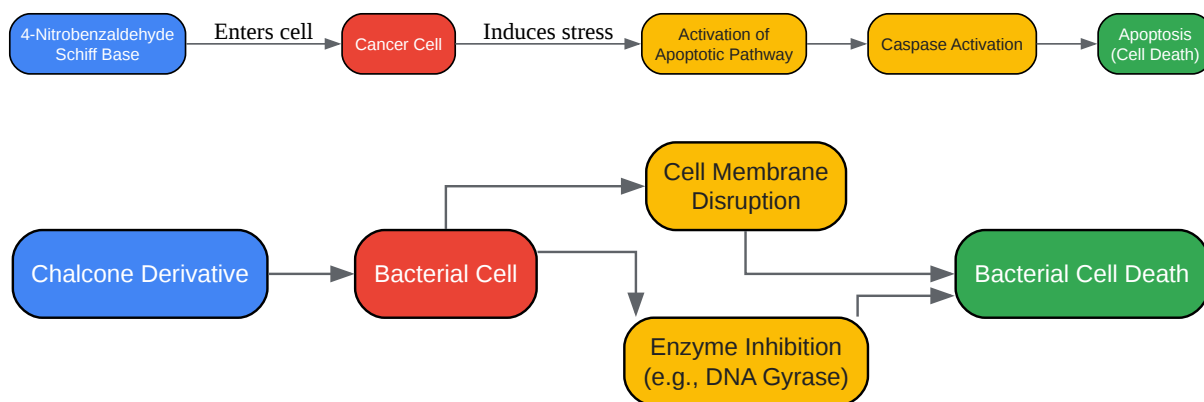 4-Nitrobenzaldehyde
Schiff Base
Enters cell
Cancer Cell
Induces stress
Activation of
Apoptotic Pathway
Caspase Activation
Apoptosis
(Cell Death)
Chalcone Derivative
Bacterial Cell
Cell Membrane
Disruption
Enzyme Inhibition
(e.g., DNA Gyrase)
Bacterial Cell Death